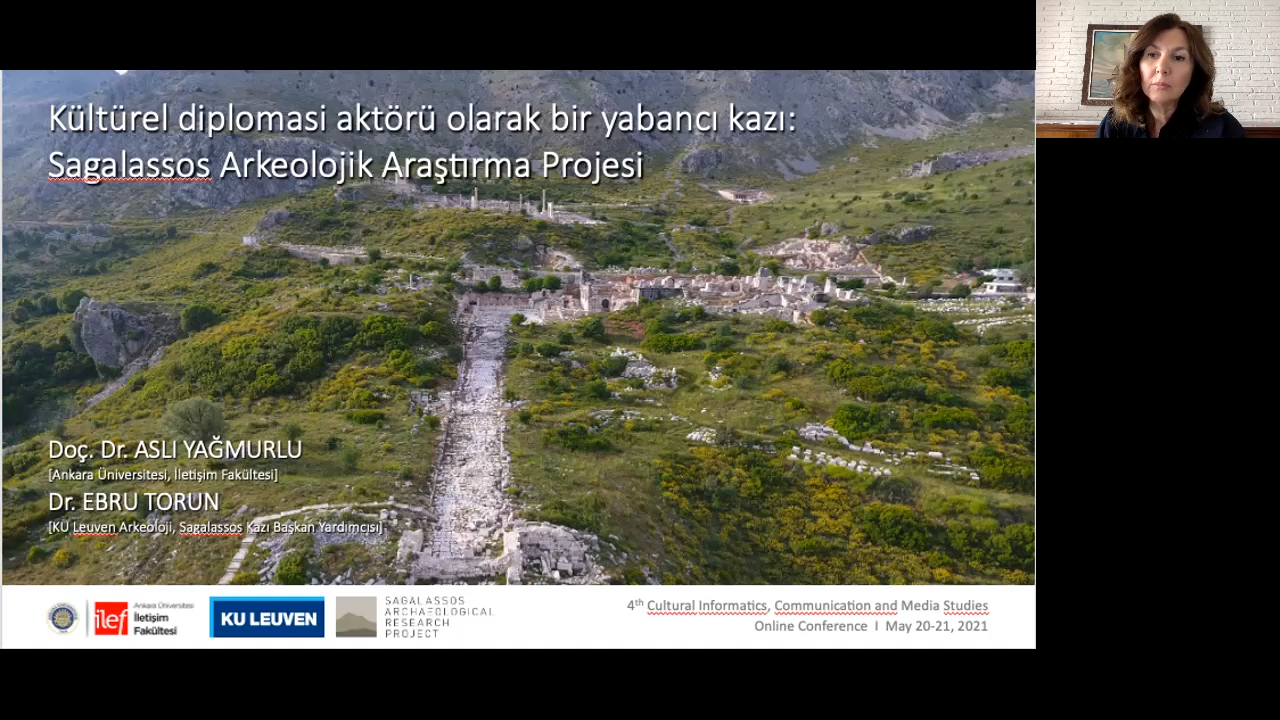 Kültürel diplomasi aktörü olarak bir yabancı kazı:
Sagalassos Arkeolojik Araştırma Projesi
Doç. Dr. ASLI YAĞMURLU
[Ankara Üniversitesi, İletişim Fakültesi]
Dr. EBRU TORUN
[KU Leuven Arkeoloji, Sagalassos Kazı Başkan Yardımcısı]
ilef
Ankara Üniversitesi
İletişim
Fakültesi
KU LEUVEN
SAGALASSOS
ARCHAEOLOGICAL
RESEARCH
PROJECT
4th Cultural Informatics, Communication and Media Studies
Online Conference I May 20-21, 2021